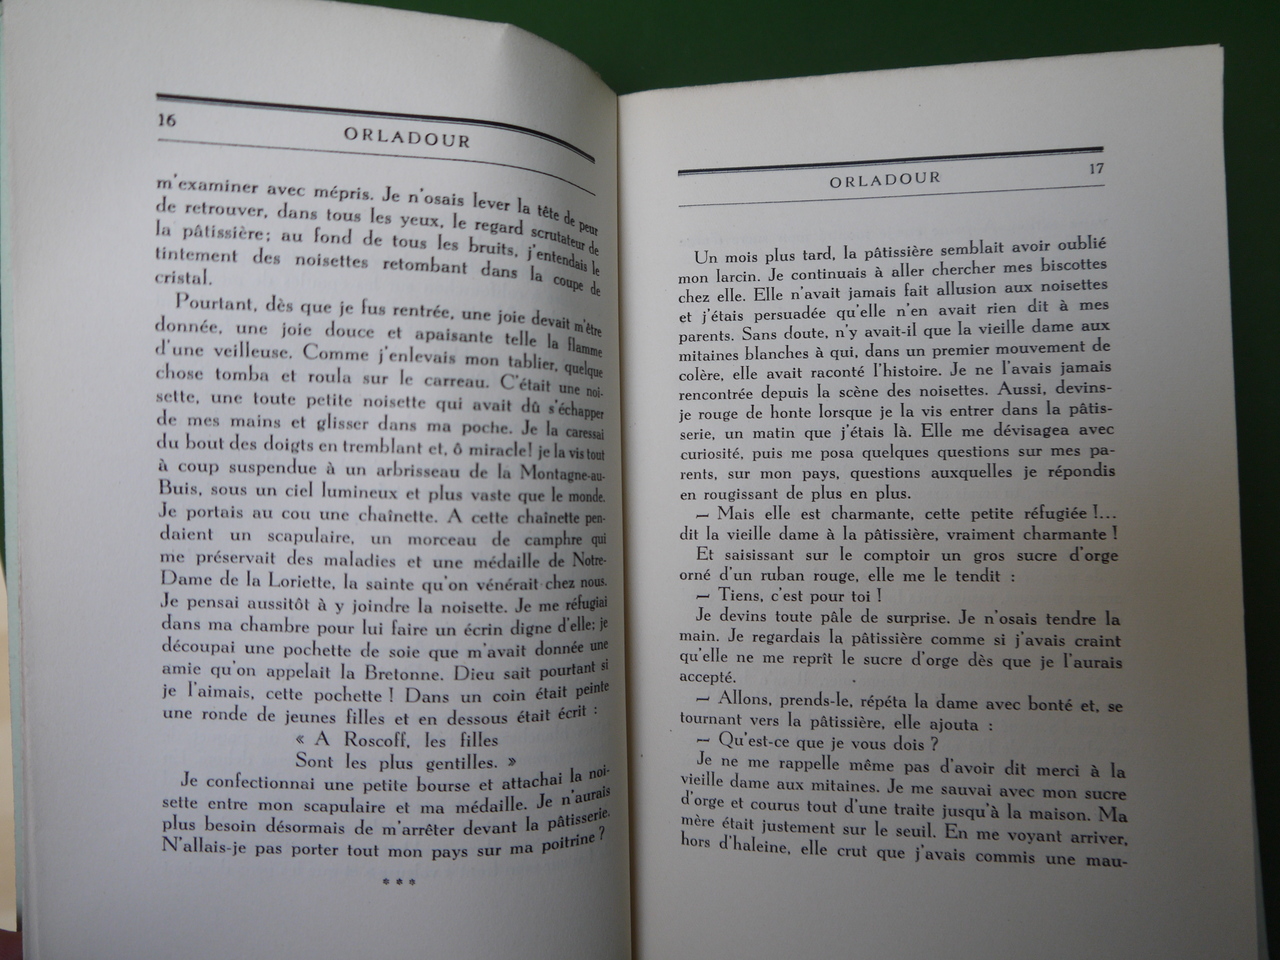 16
ORLADOUR
m'examiner avec mépris. Je n'osais lever la tête de peur
de retrouver, dans tous les yeux, le regard scrutateur de
la pâtissière; au fond de tous les bruits, j'entendais le
tintement des noisettes retombant dans la coupe de
cristal.
Pourtant, dès que je fus rentrée, une joie devait m'être
donnée, une joie douce et apaisante telle la flamme
d'une veilleuse. Comme j'enlevais mon tablier, quelque
chose tomba et roula sur le carreau. C'était une noi-
sette, une toute petite noisette qui avait dû s'échapper
de mes mains et glisser dans ma poche. Je la caressai
du bout des doigts en tremblant et, ô miracle! je la vis tout
à coup suspendue à un arbrisseau de la Montagne-au-
Buis, sous un ciel lumineux et plus vaste que le monde.
Je portais au cou une chaînette. A cette chaînette pen-
daient un scapulaire, un morceau de camphre qui
me préservait des maladies et une médaille de Notre-
Dame de la Loriette, la sainte qu'on vénérait chez nous.
Je pensai aussitôt à y joindre la noisette. Je me réfugiai
dans ma chambre pour lui faire un écrin digne d'elle; je
découpai une pochette de soie que m'avait donnée une
amie qu'on appelait la Bretonne. Dieu sait pourtant si
je l'aimais, cette pochette ! Dans un coin était peinte
une ronde de jeunes filles et en dessous était écrit :
« A Roscoff, les filles
Sont les plus gentilles. »
Je confectionnai une petite bourse et attachai la noi-
sette entre mon scapulaire et ma médaille. Je n'aurais
plus besoin désormais de m'arrêter devant la pâtisserie.
N'allais-je pas porter tout mon pays sur ma poitrine ?
* * *
ORLADOUR
17
Un mois plus tard, la pâtissière semblait avoir oublié
mon larcin. Je continuais à aller chercher mes biscottes
chez elle. Elle n'avait jamais fait allusion aux noisettes
et j'étais persuadée qu'elle n'en avait rien dit à mes
parents. Sans doute, n'y avait-il que la vieille dame aux
mitaines blanches à qui, dans un premier mouvement de
colère, elle avait raconté l'histoire. Je ne l'avais jamais
rencontrée depuis la scène des noisettes. Aussi, devins-
je rouge de honte lorsque je la vis entrer dans la pâtis-
serie, un matin que j'étais là. Elle me dévisagea avec
curiosité, puis me posa quelques questions sur mes pa-
rents, sur mon pays, questions auxquelles je répondis
en rougissant de plus en plus.
— Mais elle est charmante, cette petite réfugiée !...
dit la vieille dame à la pâtissière, vraiment charmante !
Et saisissant sur le comptoir un gros sucre d'orge
orné d'un ruban rouge, elle me le tendit :
— Tiens, c'est pour toi !
Je devins toute pâle de surprise. Je n'osais tendre la
main. Je regardais la pâtissière comme si j'avais craint
qu'elle ne me reprît le sucre d'orge dès que je l'aurais
accepté.
— Allons, prends-le, répéta la dame avec bonté et, se
tournant vers la pâtissière, elle ajouta :
— Qu'est-ce que je vous dois ?
Je ne me rappelle même pas d'avoir dit merci à la
vieille dame aux mitaines. Je me sauvai avec mon sucre
d'orge et courus tout d'une traite jusqu'à la maison. Ma
mère était justement sur le seuil. En me voyant arriver,
hors d'haleine, elle crut que j'avais commis une mau-